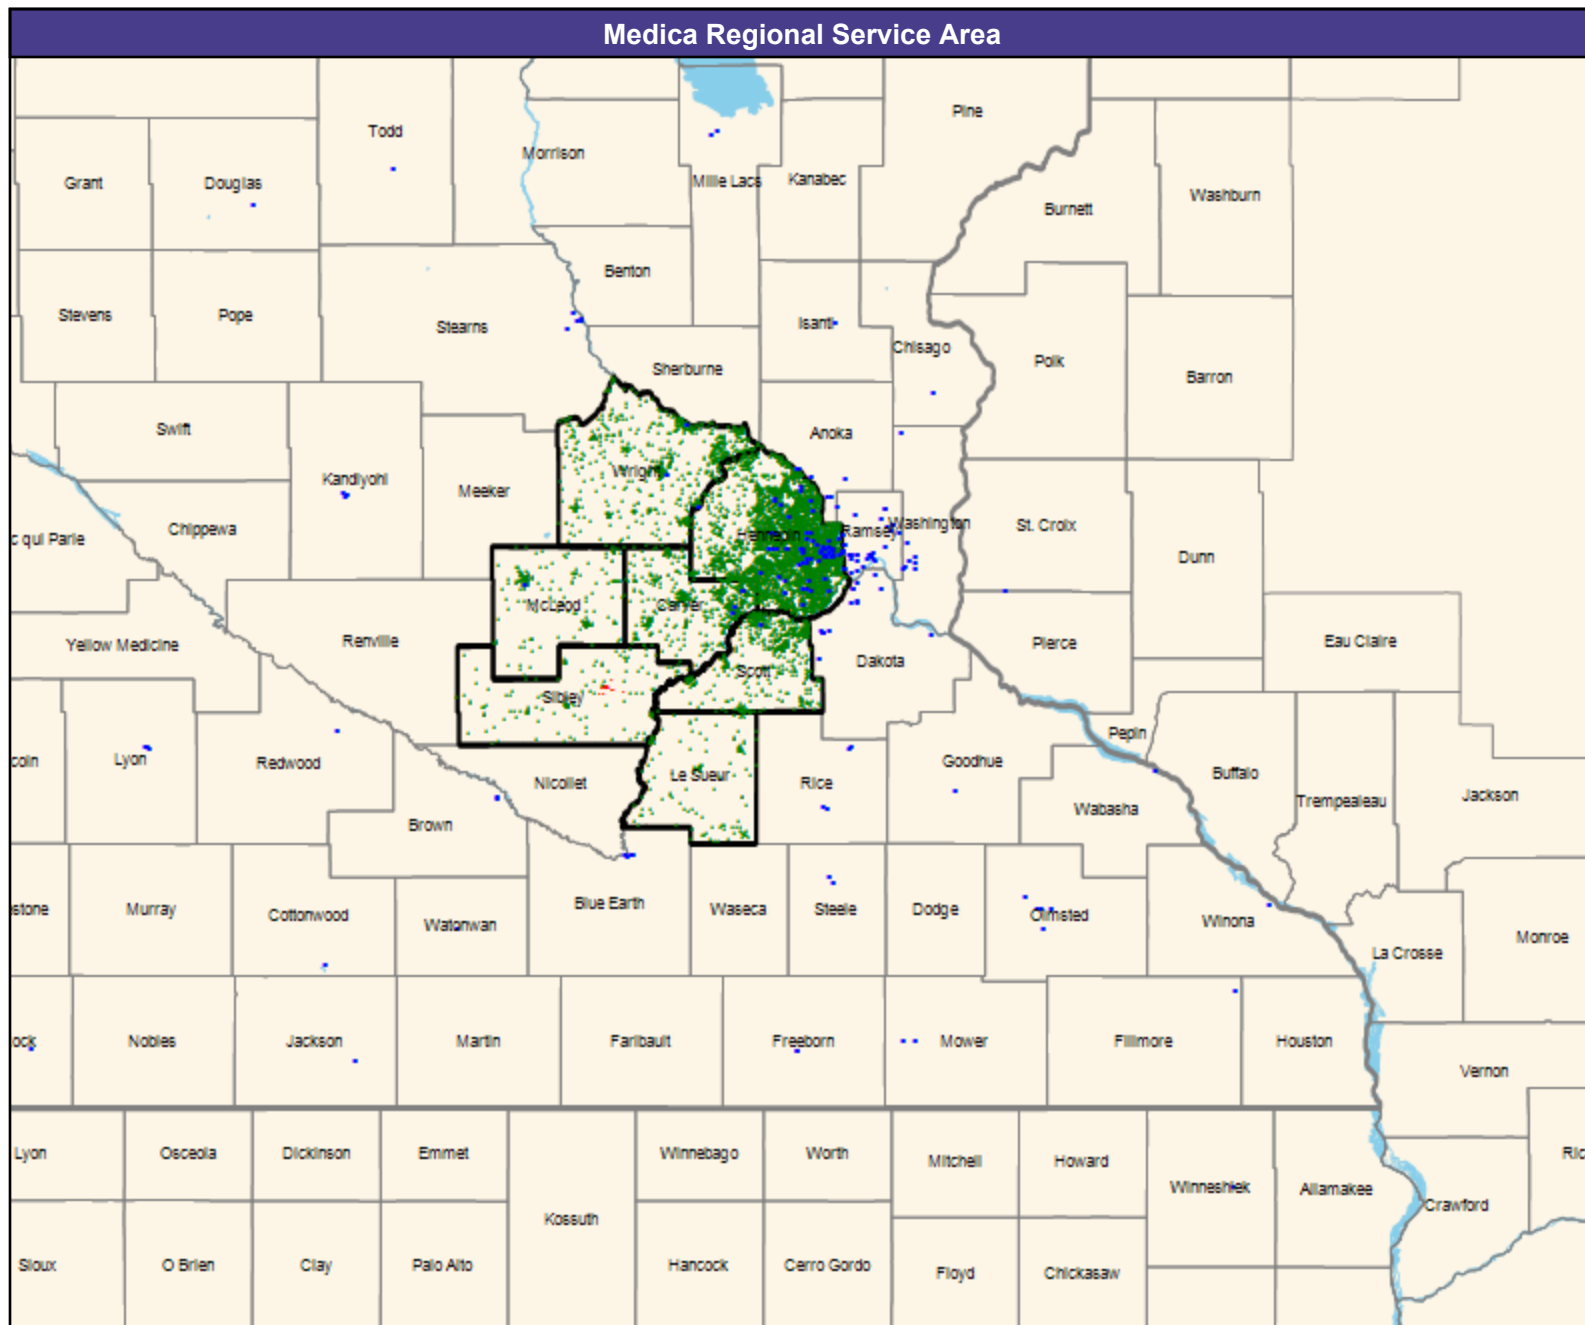 Medica Regional Service Area
Pine
Todd
Morrison
Grant
Douglas
Mille Lacs
Kanabec
Washburn
Burnett
Benton
Stevens
Pope
Stearns
Isanti
Chisago
Polk
Sherburne
Barron
Swift
Anoka
Wright
Kandiyohi
Meeker
Chippewa
Hennepin
Ramsey
Washington
St. Croix
c qui Parle
Dunn
McLeod
Carver
Yellow Medicine
Renville
Pierce
Eau Claire
Dakota
Scott
Sibley
Pepin
coln
Lyon
Redwood
Nicollet
Le Sueur
Rice
Goodhue
Buffalo
Trempealeau
Jackson
Wabasha
Brown
stone
Murray
Cottonwood
Watonwan
Blue Earth
Waseca
Steele
Dodge
Olmsted
Winona
Monroe
La Crosse
ock
Nobles
Jackson
Martin
Faribault
Freeborn
Mower
Fillmore
Houston
Vernon
Lyon
Osceola
Dickinson
Emmet
Winnebago
Worth
Mitchell
Howard
Ric
Winneshiek
Allamakee
Crawford
Kossuth
Sioux
O Brien
Clay
Palo Alto
Hancock
Cerro Gordo
Floyd
Chickasaw